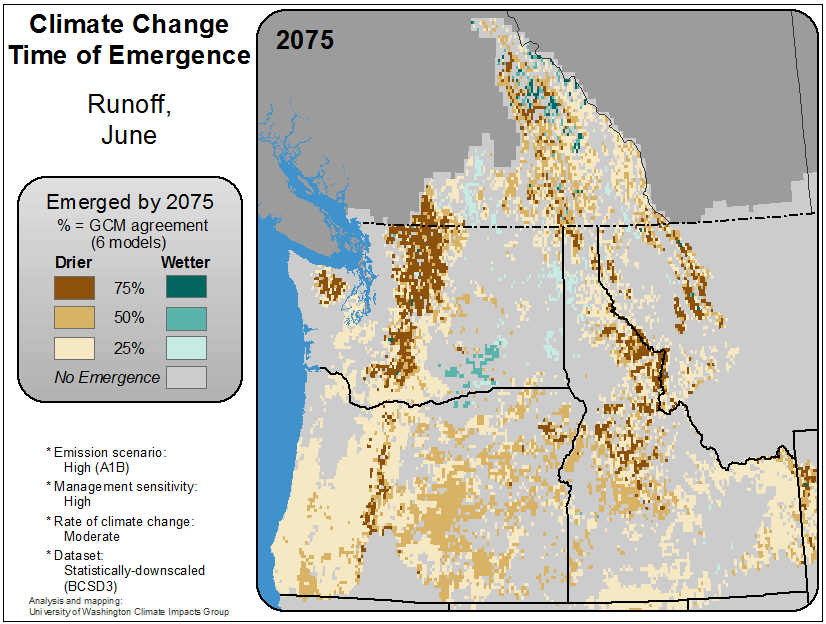 Climate Change
Time of Emergence
Runoff,
June
2075
Emerged by 2075
% = GCM agreement
(6 models)
Drier Wetter
75%
50%
25%
No Emergence
* Emission scenario:
High (A1B)
* Management sensitivity:
High
* Rate of climate change:
Moderate
* Dataset:
Statistically-downscaled
(BCSD3)
Analysis and mapping:
University of Washington Climate Impacts Group